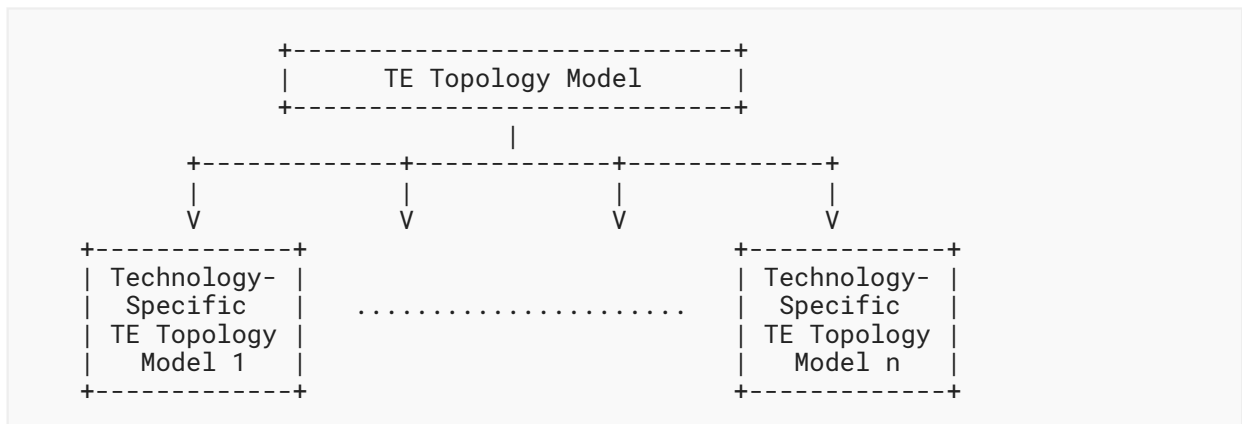 +-----------------------------+
|      TE Topology Model      |
+-----------------------------+
               |
+-------------+-------------+-------------+
|             |             |             |
V             V             V             V
+-------------+                           +-------------+
| Technology- |                           | Technology- |
|  Specific   |  ......................   |  Specific   |
| TE Topology |                           | TE Topology |
|   Model 1   |                           |   Model n   |
+-------------+                           +-------------+